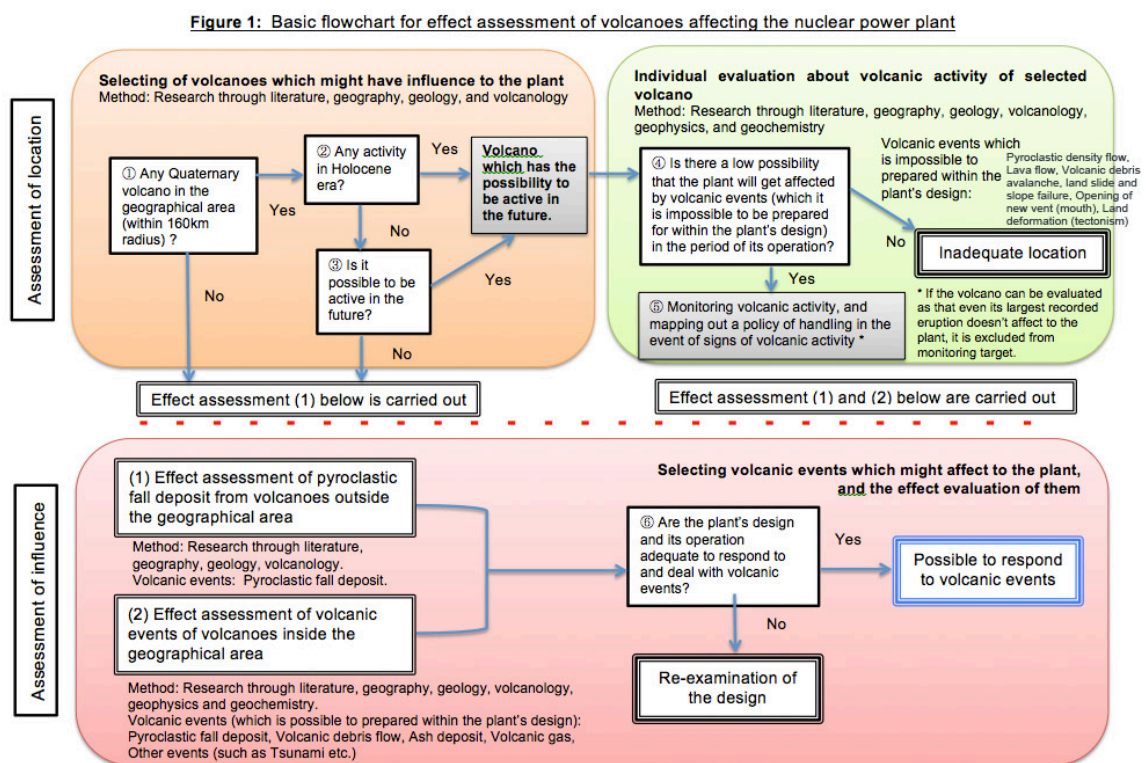 Figure 1: Basic flowchart for effect assessment of volcanoes affecting the nuclear power plant
Assessment of location
Selecting of volcanoes which might have influence to the plant
Method: Research through literature, geography, geology, and volcanology
① Any Quaternary
volcano in the
geographical area
(within 160km
radius) ?
Yes
No
② Any activity in
Holocene
era?
Yes
No
③ Is it
possible to be
active in the
future?
Yes
No
Volcano
which has the
possibility to
be active in
the future.
Effect assessment (1) below is carried out
Individual evaluation about volcanic activity of selected
volcano
Method: Research through literature, geography, geology, volcanology,
geophysics, and geochemistry
④ Is there a low possibility
that the plant will get affected
by volcanic events (which it
is impossible to be prepared
for within the plant's design)
in the period of its operation?
Volcanic events which
is impossible to
prepared within the
plant's design:
Pyroclastic density flow,
Lava flow, Volcanic debris
avalanche, land slide and
slope failure, Opening of
new vent (mouth), Land
deformation (tectonism)
No
Inadequate location
Yes
⑤ Monitoring volcanic activity, and
mapping out a policy of handling in the
event of signs of volcanic activity *
* If the volcano can be evaluated
as that even its largest recorded
eruption doesn't affect to the
plant, it is excluded from
monitoring target.
Effect assessment (1) and (2) below are carried out
Assessment of influence
(1) Effect assessment of pyroclastic
fall deposit from volcanoes outside
the geographical area
Method: Research through literature,
geography, geology, volcanology.
Volcanic events: Pyroclastic fall deposit.
(2) Effect assessment of volcanic
events of volcanoes inside the
geographical area
Method: Research through literature, geography, geology, volcanology,
geophysics and geochemistry.
Volcanic events (which is possible to prepared within the plant's design):
Pyroclastic fall deposit, Volcanic debris flow, Ash deposit, Volcanic gas,
Other events (such as Tsunami etc.)
Selecting volcanic events which might affect to the plant,
and the effect evaluation of them
⑥ Are the plant's design
and its operation
adequate to respond to
and deal with volcanic
events?
Yes
Possible to respond
to volcanic events
No
Re-examination of
the design